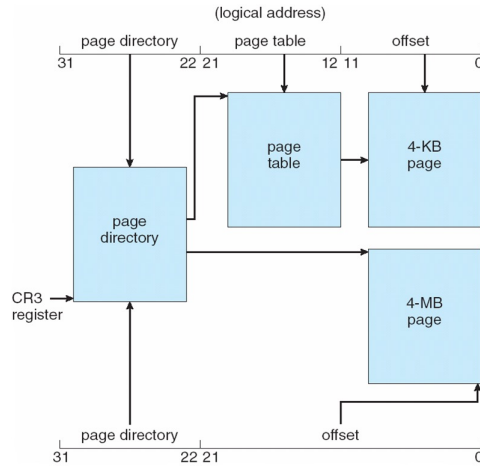 (logical address)
page directory page table offset
31 22 21 12 11 0
page
table
4-KB
page
page
directory
CR3
register
4-MB
page
page directory offset
31 22 21 0